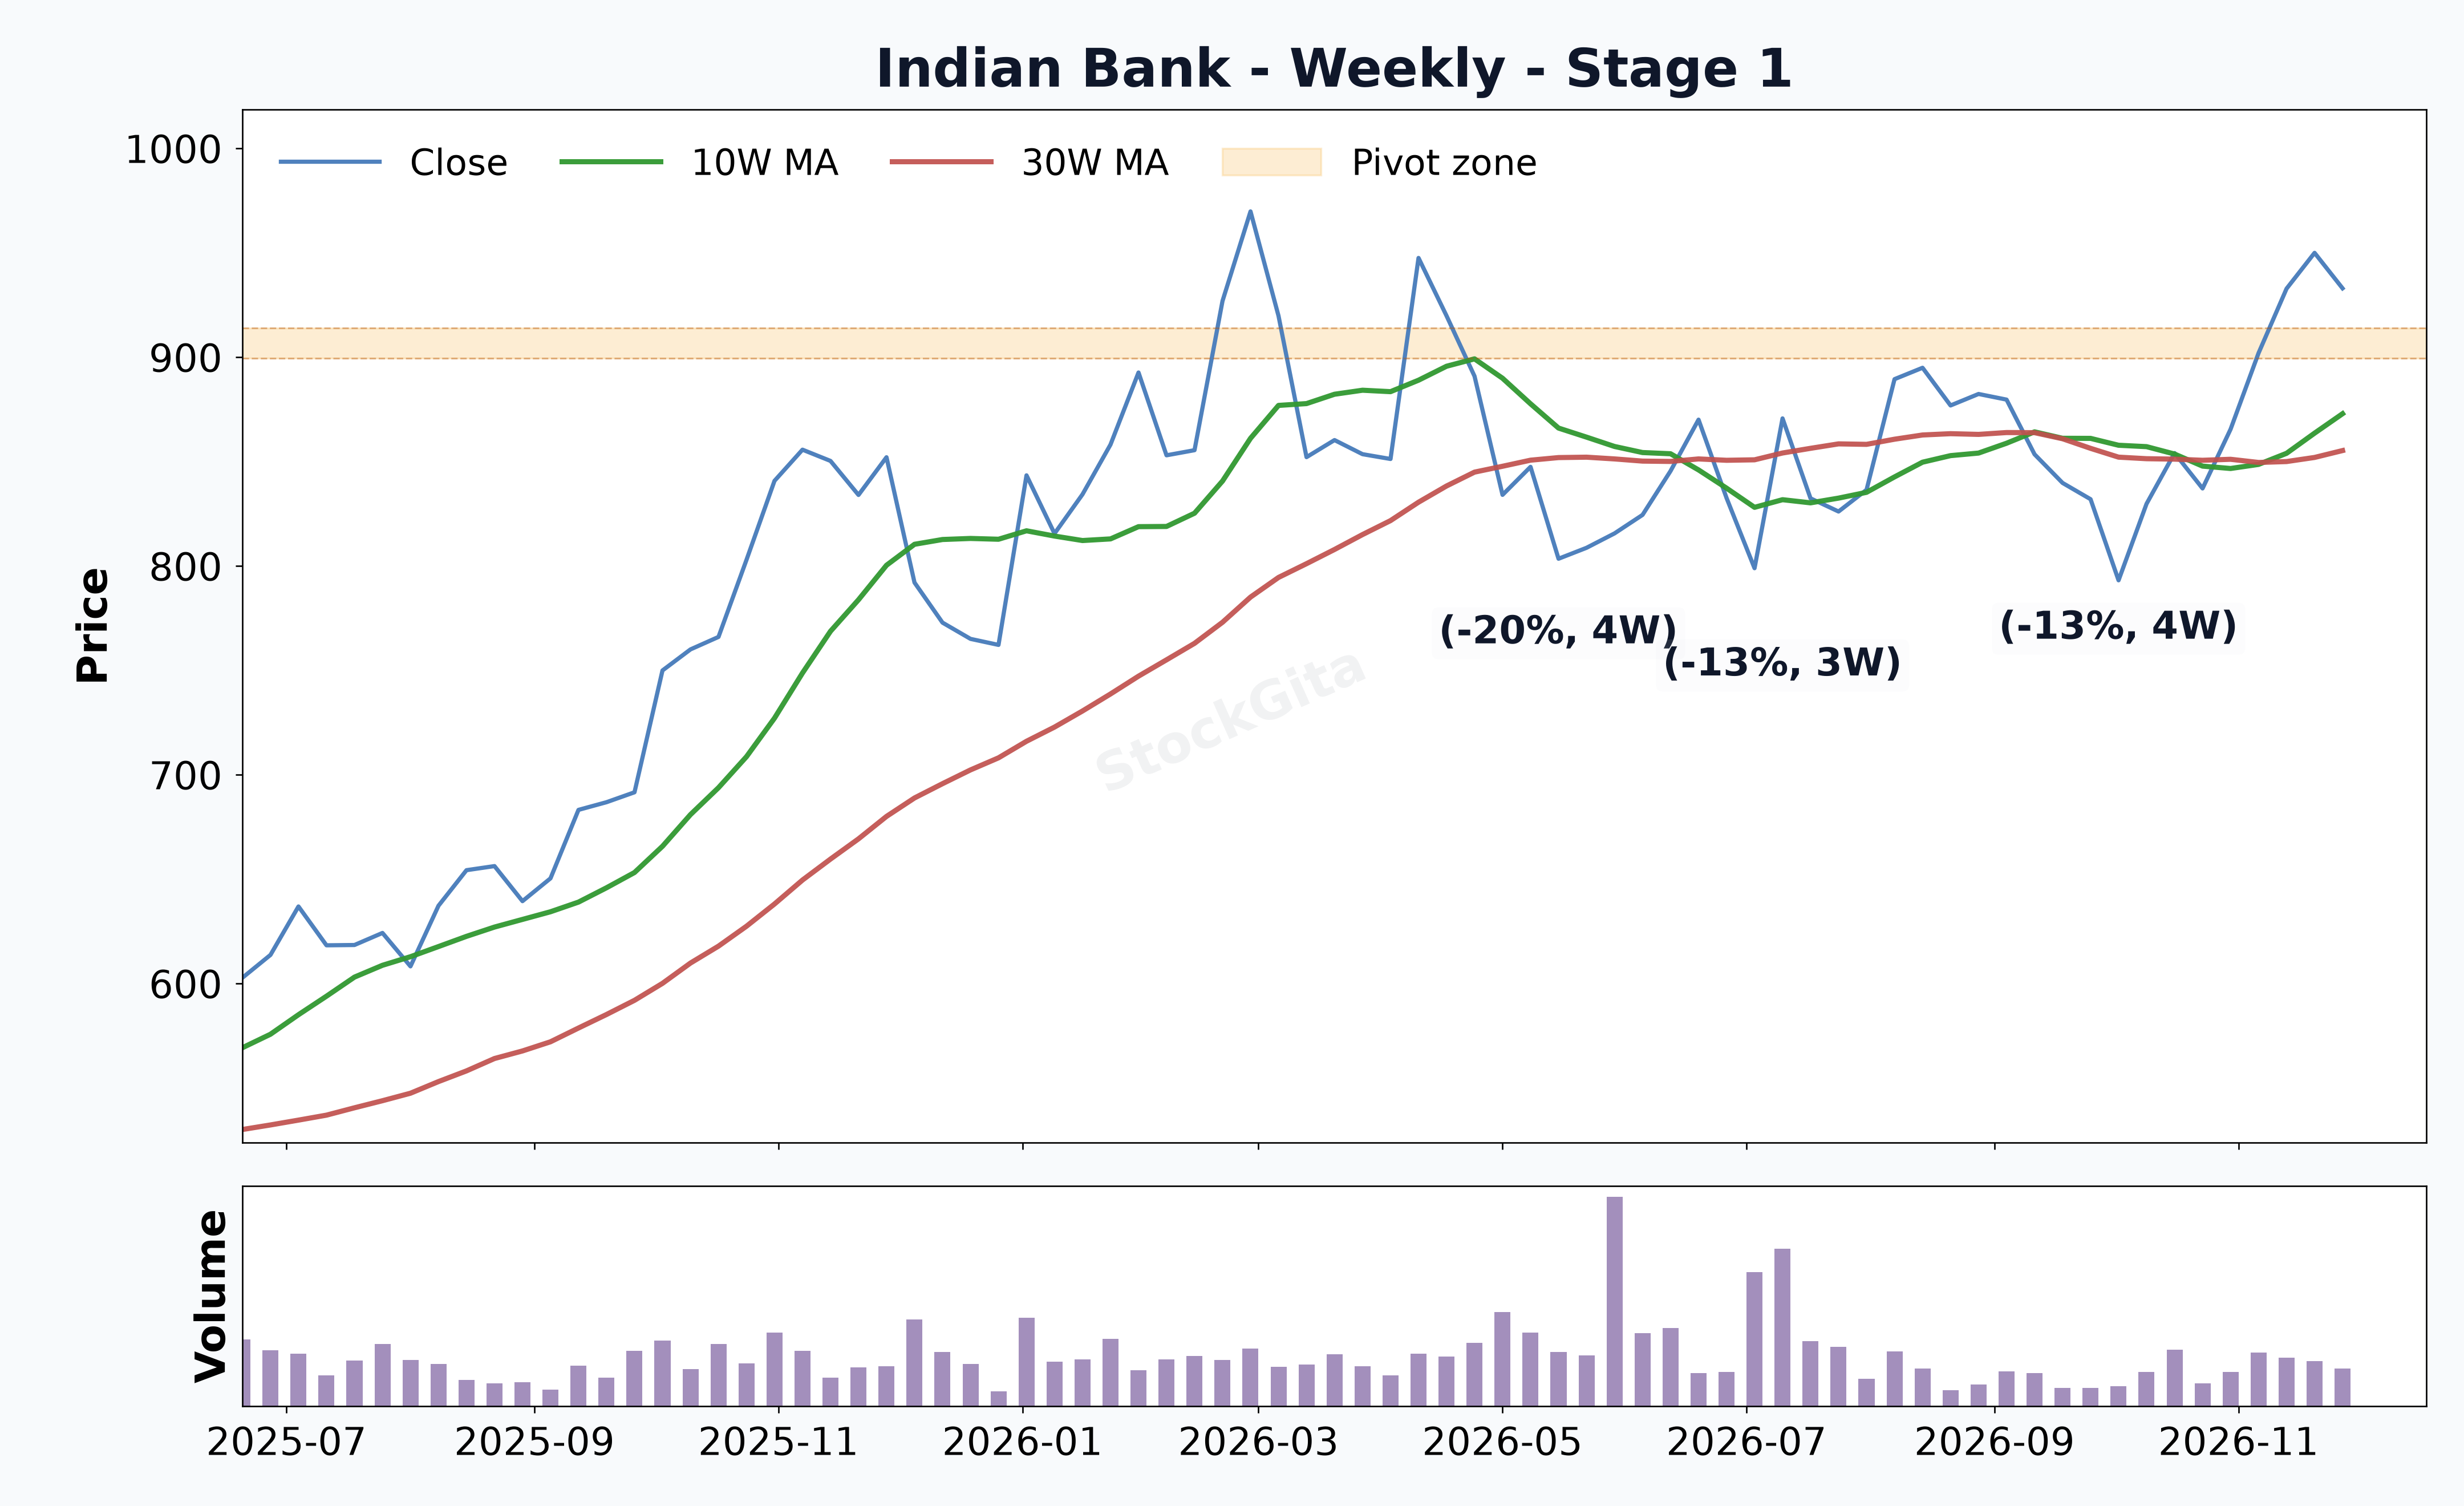 Indian Bank - Weekly - Stage 1
Close 10W MA 30W MA Pivot zone
1000
900
800
700
600
Price
(-20%, 4W)
(-13%, 3W)
(-13%, 4W)
StockGita
Volume
2025-07 2025-09 2025-11 2026-01 2026-03 2026-05 2026-07 2026-09 2026-11